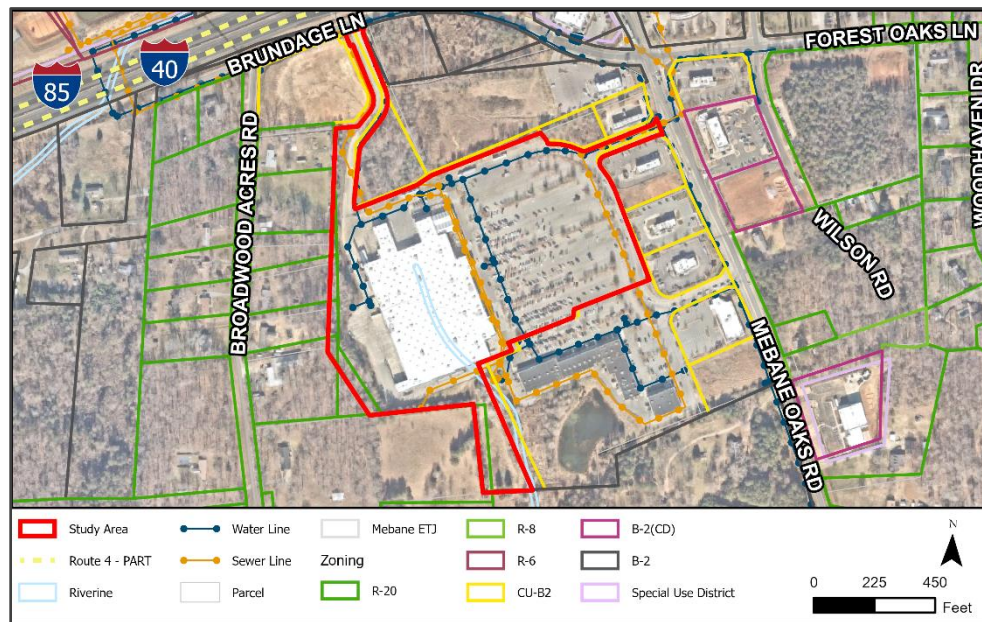 BRUNDAGE LN
FOREST OAKS LN
40
85
BROADWOOD ACRES RD
WOODHAVEN DR
WILSON RD
MEBANE OAKS RD
Study Area
Water Line
Mebane ETJ
R-8
B-2(CD)
N
Route 4 - PART
Sewer Line
Zoning
R-6
B-2
Riverine
Parcel
R-20
CU-B2
Special Use District
0 225 450
Feet